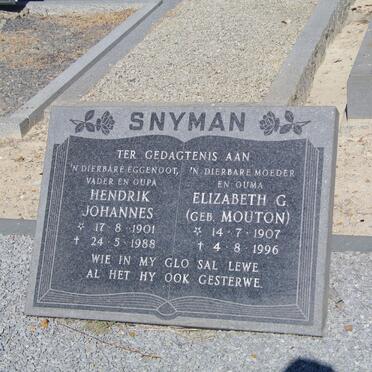 SNYMAN
TER GEDAGTENIS AAN
'N DIERBARE EGGENOOT,
VADER EN OUPA
HENDRIK
JOHANNES
☆ 17·8·1901
† 24·5·1988
'N DIERBARE MOEDER
EN OUMA
ELIZABETH G.
(GEB. MOUTON)
☆ 14·7·1907
† 4·8·1996
WIE IN MY GLO SAL LEWE
AL HET HY OOK GESTERWE.